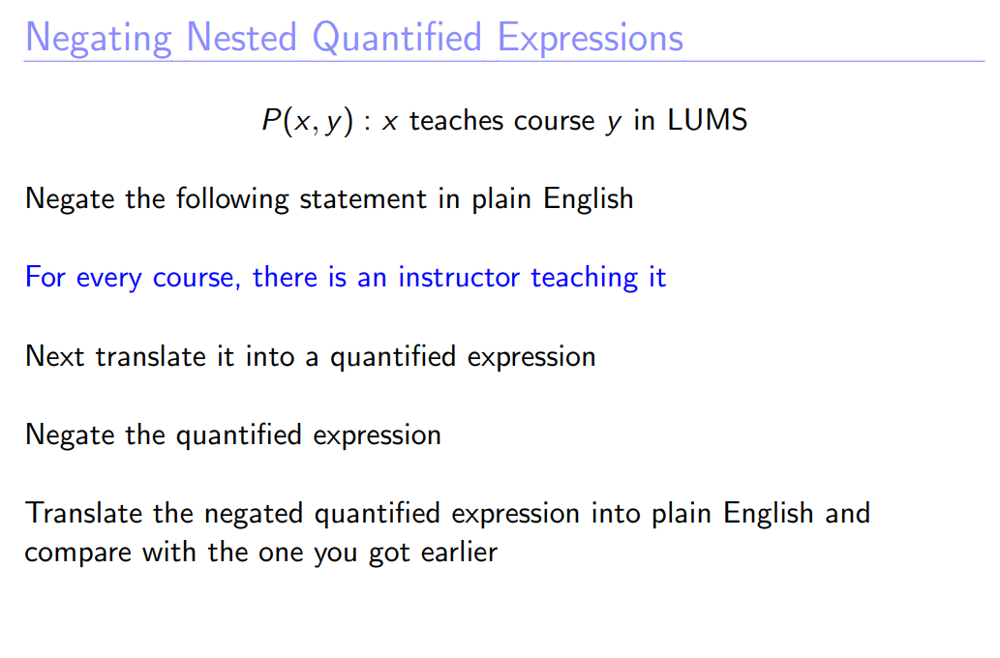 Negating Nested Quantified Expressions
P(x, y) : x teaches course y in LUMS
Negate the following statement in plain English
For every course, there is an instructor teaching it
Next translate it into a quantified expression
Negate the quantified expression
Translate the negated quantified expression into plain English and
compare with the one you got earlier